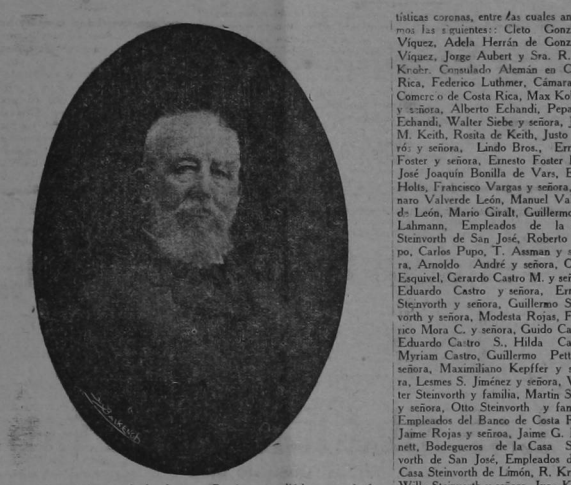 tísticas coronas, entre las cuales an
mos las siguientes:: Cleto Gonz
Víquez, Adela Herrán de Gonz
Víquez, Jorge Aubert y Sra. R.
Knohr. Consulado Alemán en C
Rica, Federico Luthmer, Cámara
Comercio de Costa Rica, Max Ko
y señora, Alberto Echandi, Pepa
Echandi, Walter Siebe y señora, J
M. Keith, Rosita de Keith, Justo
ró; y señora, Lindo Bros., Ern
Foster y señora, Ernesto Foster
José Joaquín Bonilla de Vars, E
Holts, Francisco Vargas y señora,
naro Valverde León, Manuel Va
de León, Mario Giralt, Guillermo
Lahmann, Empleados de la
Steinvorth de San José, Roberto
po, Carlos Pupo, T. Assman y s
ra, Arnoldo André y señora, C
Esquivel, Gerardo Castro M. y señ
Eduardo Castro y señora, Ern
Steinvorth y señora, Guillermo S
vorth y señora, Modesta Rojas, F
rico Mora C. y señora, Guido Ca
Eduardo Castro S., Hilda Ca
Myriam Castro, Guillermo Pett
señora, Maximiliano Kepffer y s
ra, Lesmes S. Jiménez y señora, W
ter Steinvorth y familia, Martin S
y señora, Otto Steinvorth y fam
Empleados del Banco de Costa R
Jaime Rojas y señroa, Jaime G.
nett, Bodegueros de la Casa S
vorth de San José, Empleados d
Casa Steinvorth de Limón, R. Kr